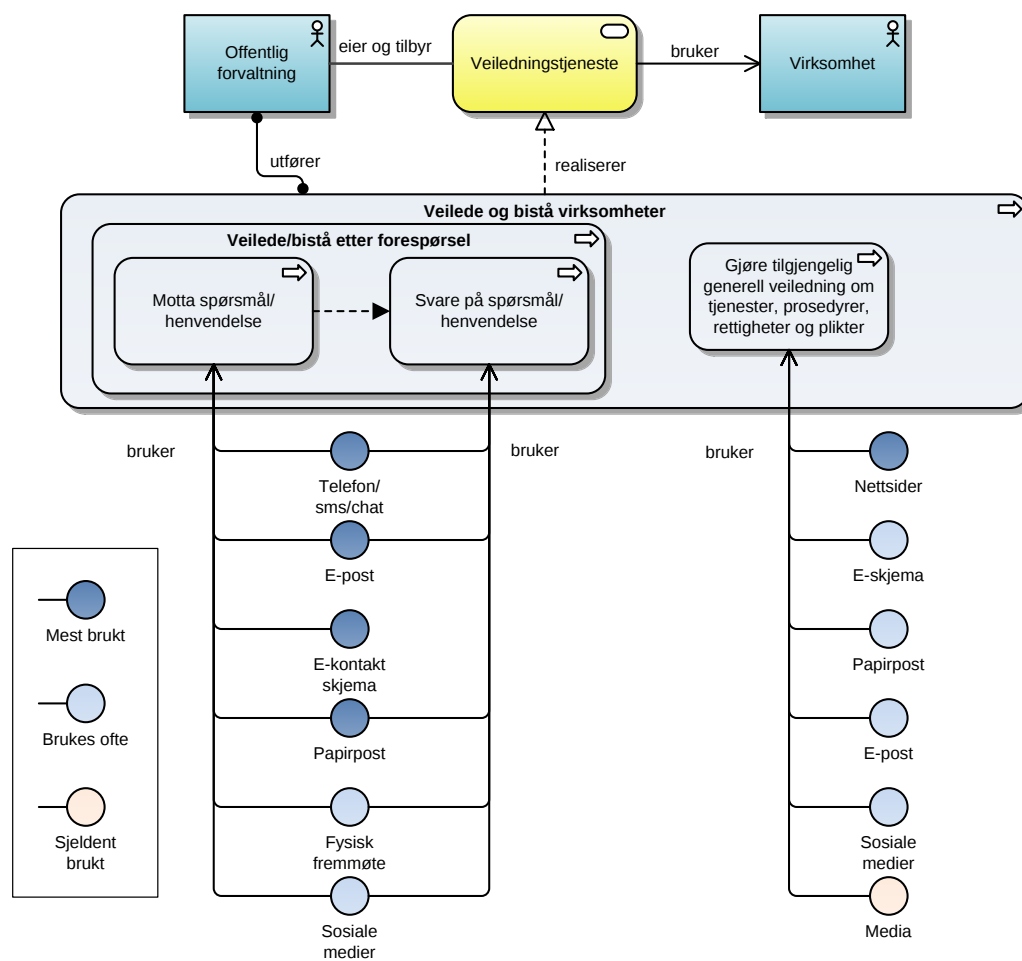 Offentlig
forvaltning
eier og tilbyr
Veiledningstjeneste
bruker
Virksomhet
utfører
realiserer
Veilede og bistå virksomheter
Veilede/bistå etter forespørsel
Motta spørsmål/
henvendelse
Svare på spørsmål/
henvendelse
Gjøre tilgjengelig
generell veiledning om
tjenester, prosedyrer,
rettigheter og plikter
bruker
bruker
bruker
Telefon/
sms/chat
E-post
E-kontakt
skjema
Papirpost
Fysisk
fremmøte
Sosiale
medier
Nettsider
E-skjema
Papirpost
E-post
Sosiale
medier
Media
Mest brukt
Brukes ofte
Sjeldent
brukt